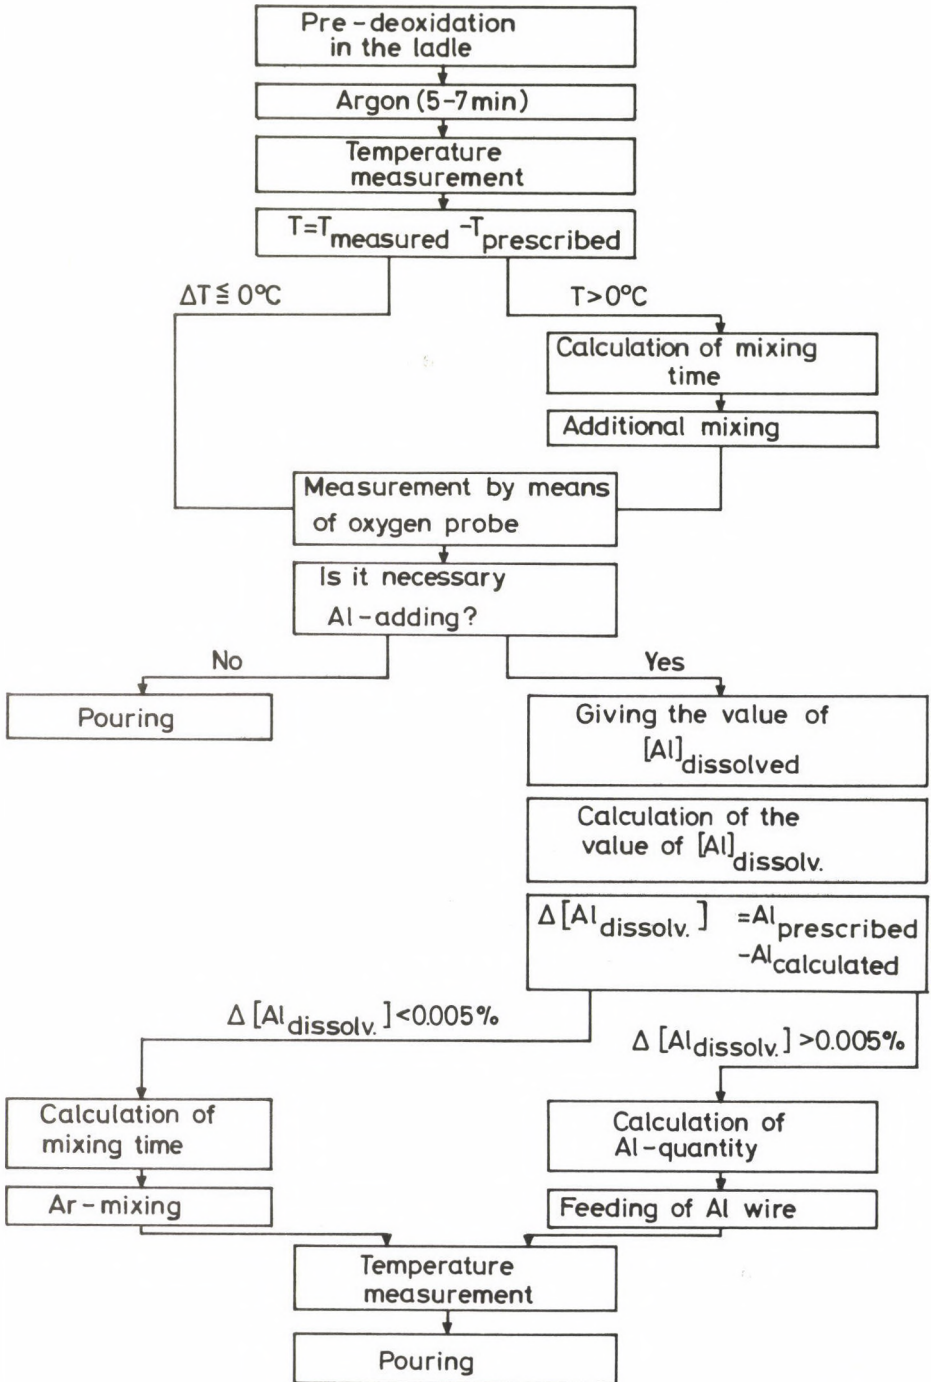 Pre-deoxidation
in the ladle
Argon (5-7min)
Temperature
measurement
T=Tmeasured -Tprescribed
ΔT≦0°C
T>0°C
Calculation of mixing
time
Additional mixing
Measurement by means
of oxygen probe
Is it necessary
Al-adding?
No
Yes
Pouring
Giving the value of
[Al]dissolved
Calculation of the
value of [Al]dissolv.
Δ[Aldissolv.] =Alprescribed
-Alcalculated
Δ[Aldissolv.]<0.005%
Δ[Aldissolv.]>0.005%
Calculation of
mixing time
Ar-mixing
Calculation of
Al-quantity
Feeding of Al wire
Temperature
measurement
Pouring